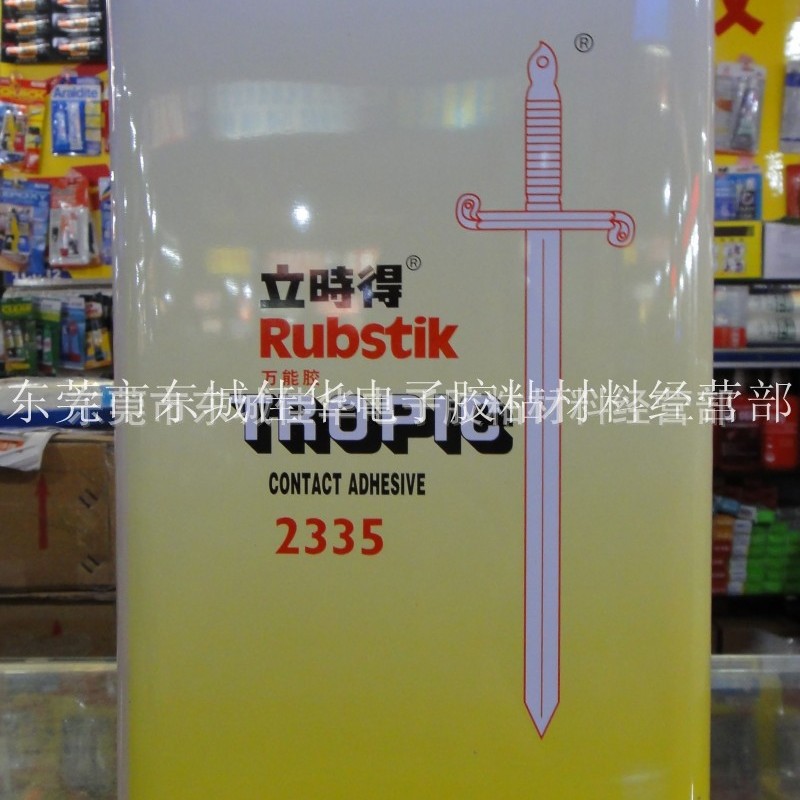 Araldite
®
立時得®
Rubstik
万能胶
东莞市东城佳华电子胶粘材料经营部
TROPIC
CONTACT ADHESIVE
2335